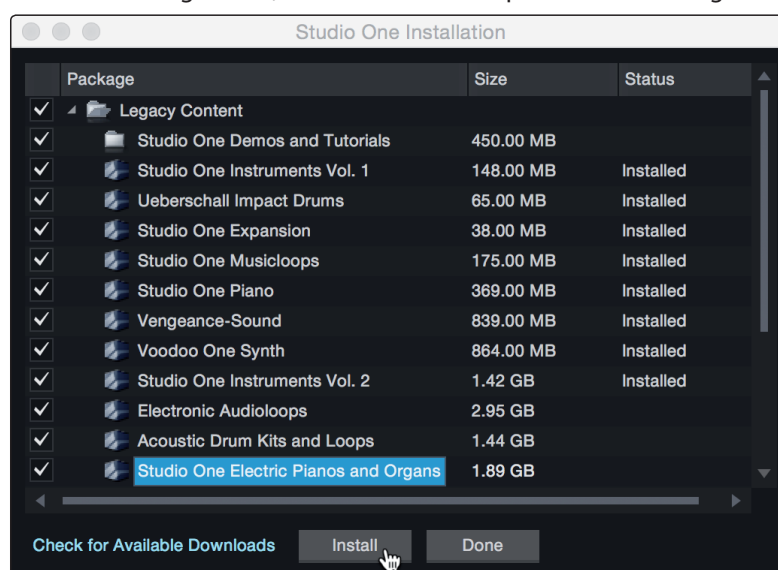 Studio One Installation
Package Size Status
Legacy Content
Studio One Demos and Tutorials 450.00 MB
Studio One Instruments Vol. 1 148.00 MB Installed
Ueberschall Impact Drums 65.00 MB Installed
Studio One Expansion 38.00 MB Installed
Studio One Musicloops 175.00 MB Installed
Studio One Piano 369.00 MB Installed
Vengeance-Sound 839.00 MB Installed
Voodoo One Synth 864.00 MB Installed
Studio One Instruments Vol. 2 1.42 GB Installed
Electronic Audioloops 2.95 GB
Acoustic Drum Kits and Loops 1.44 GB
Studio One Electric Pianos and Organs 1.89 GB
Check for Available Downloads Install Done